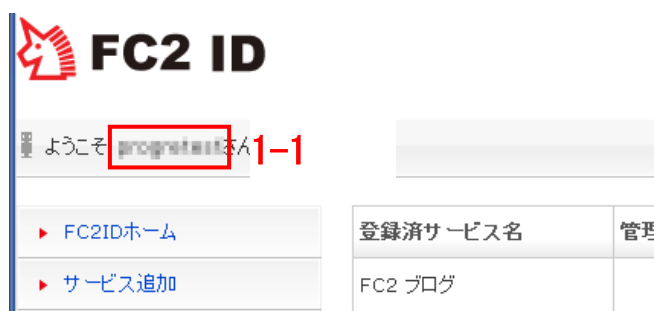 FC2 ID
ようこそ さん 1-1
FC2IDホーム
登録済サービス名
管理
サービス追加
FC2 ブログ